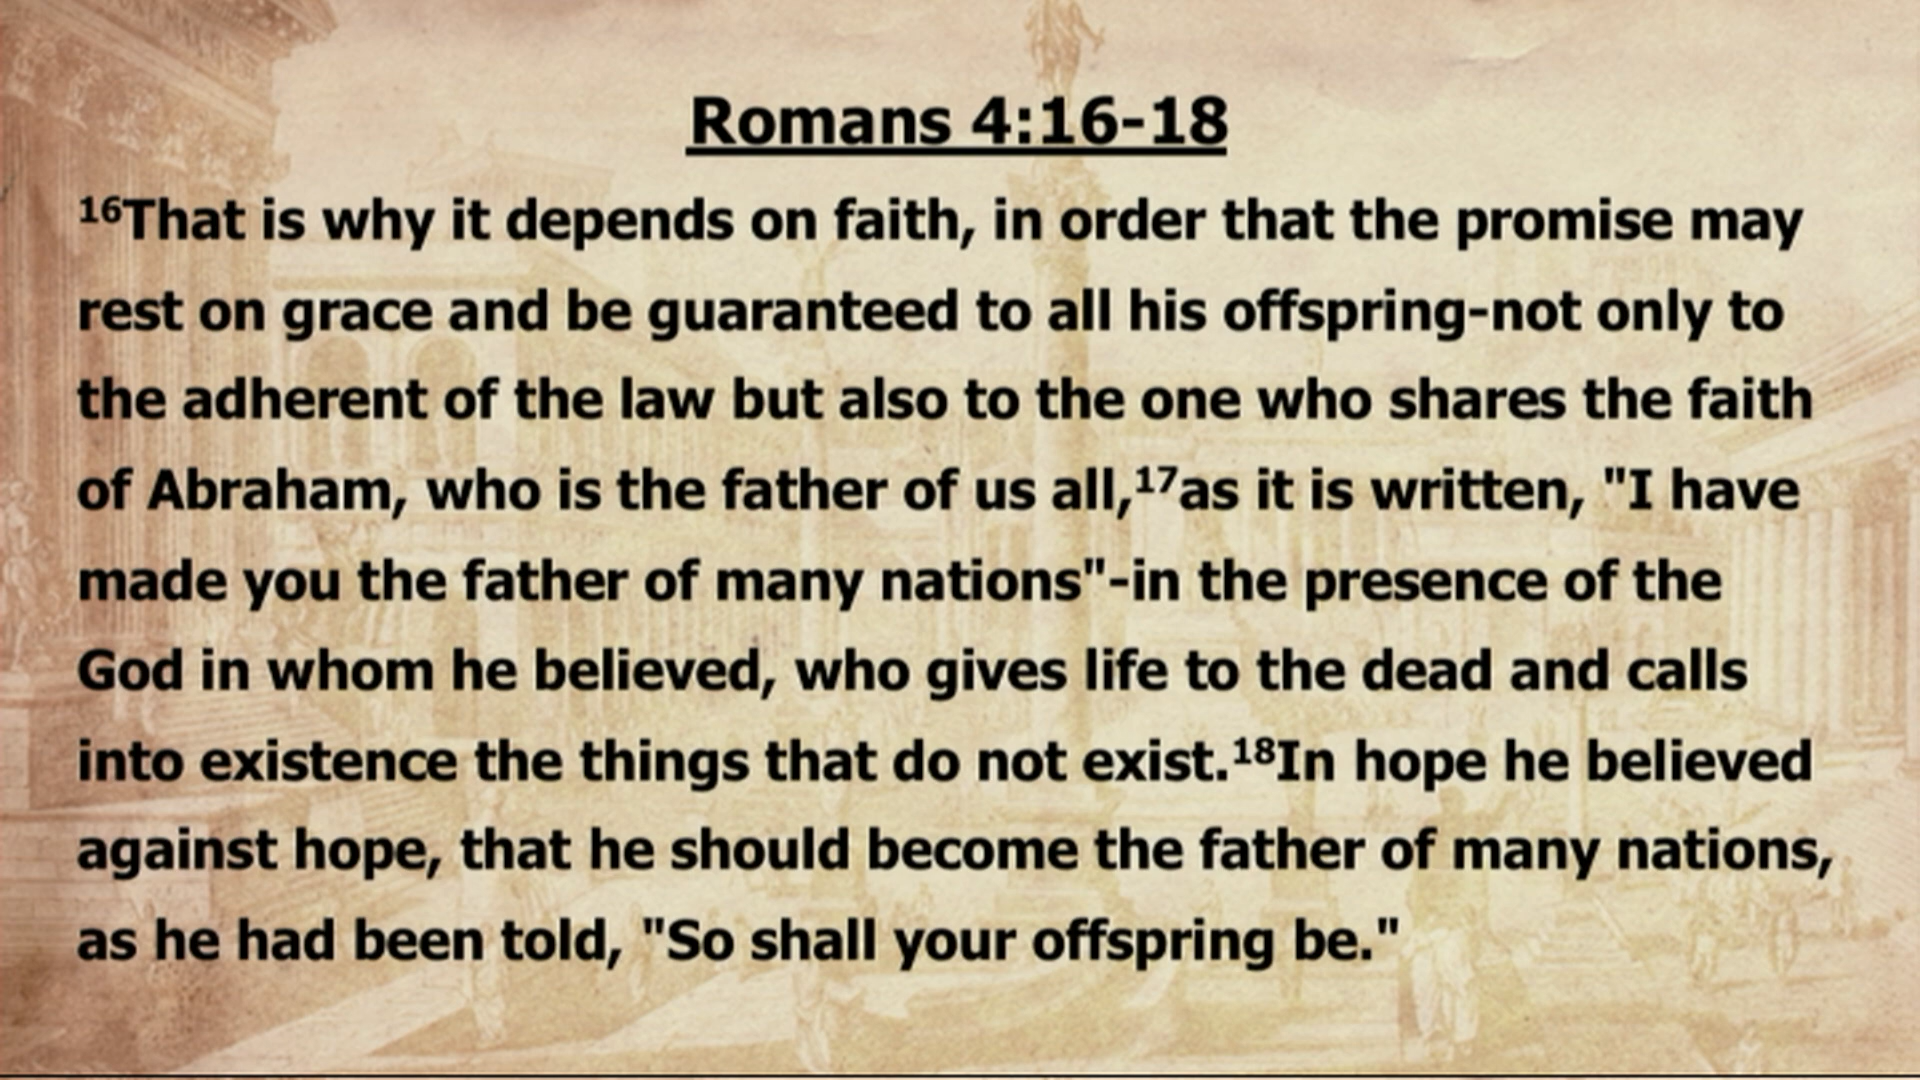 Romans 4:16-18
16That is why it depends on faith, in order that the promise may
rest on grace and be guaranteed to all his offspring-not only to
the adherent of the law but also to the one who shares the faith
of Abraham, who is the father of us all,17as it is written, "I have
made you the father of many nations"-in the presence of the
God in whom he believed, who gives life to the dead and calls
into existence the things that do not exist.18In hope he believed
against hope, that he should become the father of many nations,
as he had been told, "So shall your offspring be."